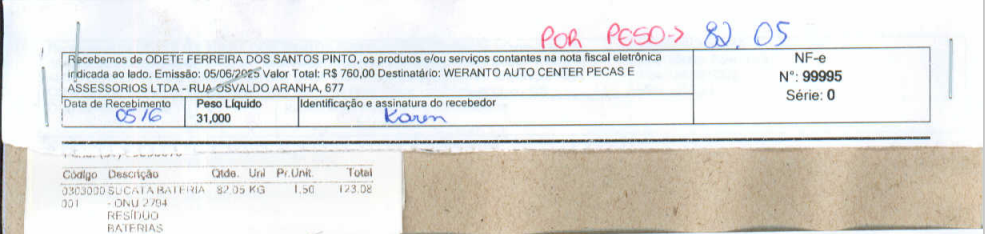 POR PESO-> 82.05
Recebemos de ODETE FERREIRA DOS SANTOS PINTO, os produtos e/ou serviços contantes na nota fiscal eletrônica
indicada ao lado. Emissão: 05/06/2025 Valor Total: R$ 760,00 Destinatário: WERANTO AUTO CENTER PECAS E
ASSESSORIOS LTDA - RUA OSVALDO ARANHA, 677
NF-e
N°: 99995
Série: 0
Data de Recebimento Peso Líquido Identificação e assinatura do recebedor
05/6 31,000 Karen
Código Descrição Qtde. Uni Pr.Unit. Total
0303000 SUCATA BATERIA 82.05 KG 1,50 123.08
001 - ONU 2794
RESÍDUO
BATERIAS